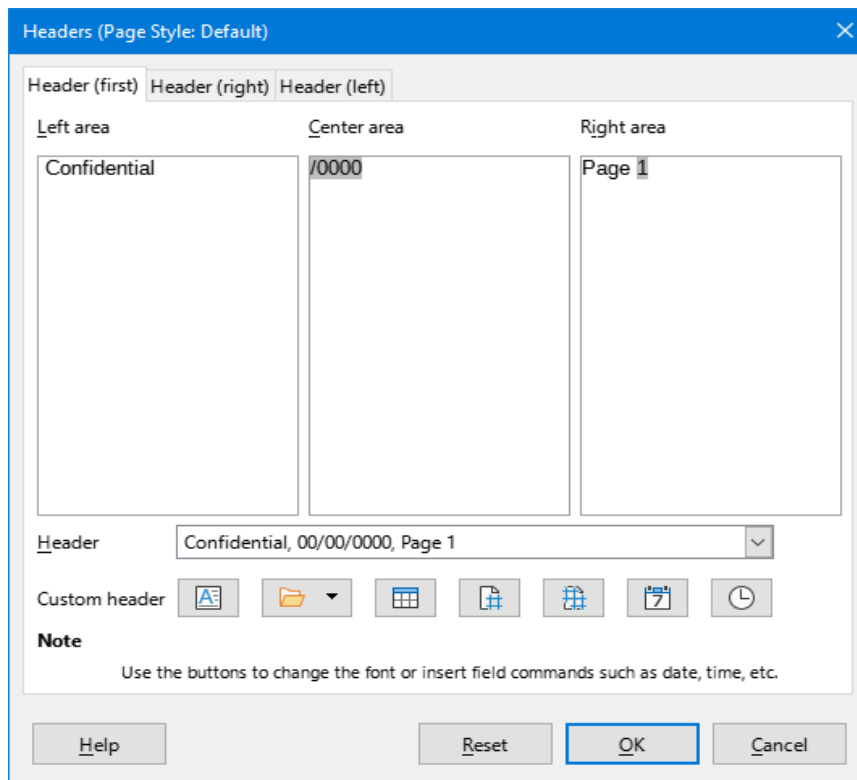 Headers (Page Style: Default)
Header (first) Header (right) Header (left)
Left area Center area Right area
Confidential /0000 Page 1
Header Confidential, 00/00/0000, Page 1
Custom header A 7
Note
Use the buttons to change the font or insert field commands such as date, time, etc.
Help Reset OK Cancel